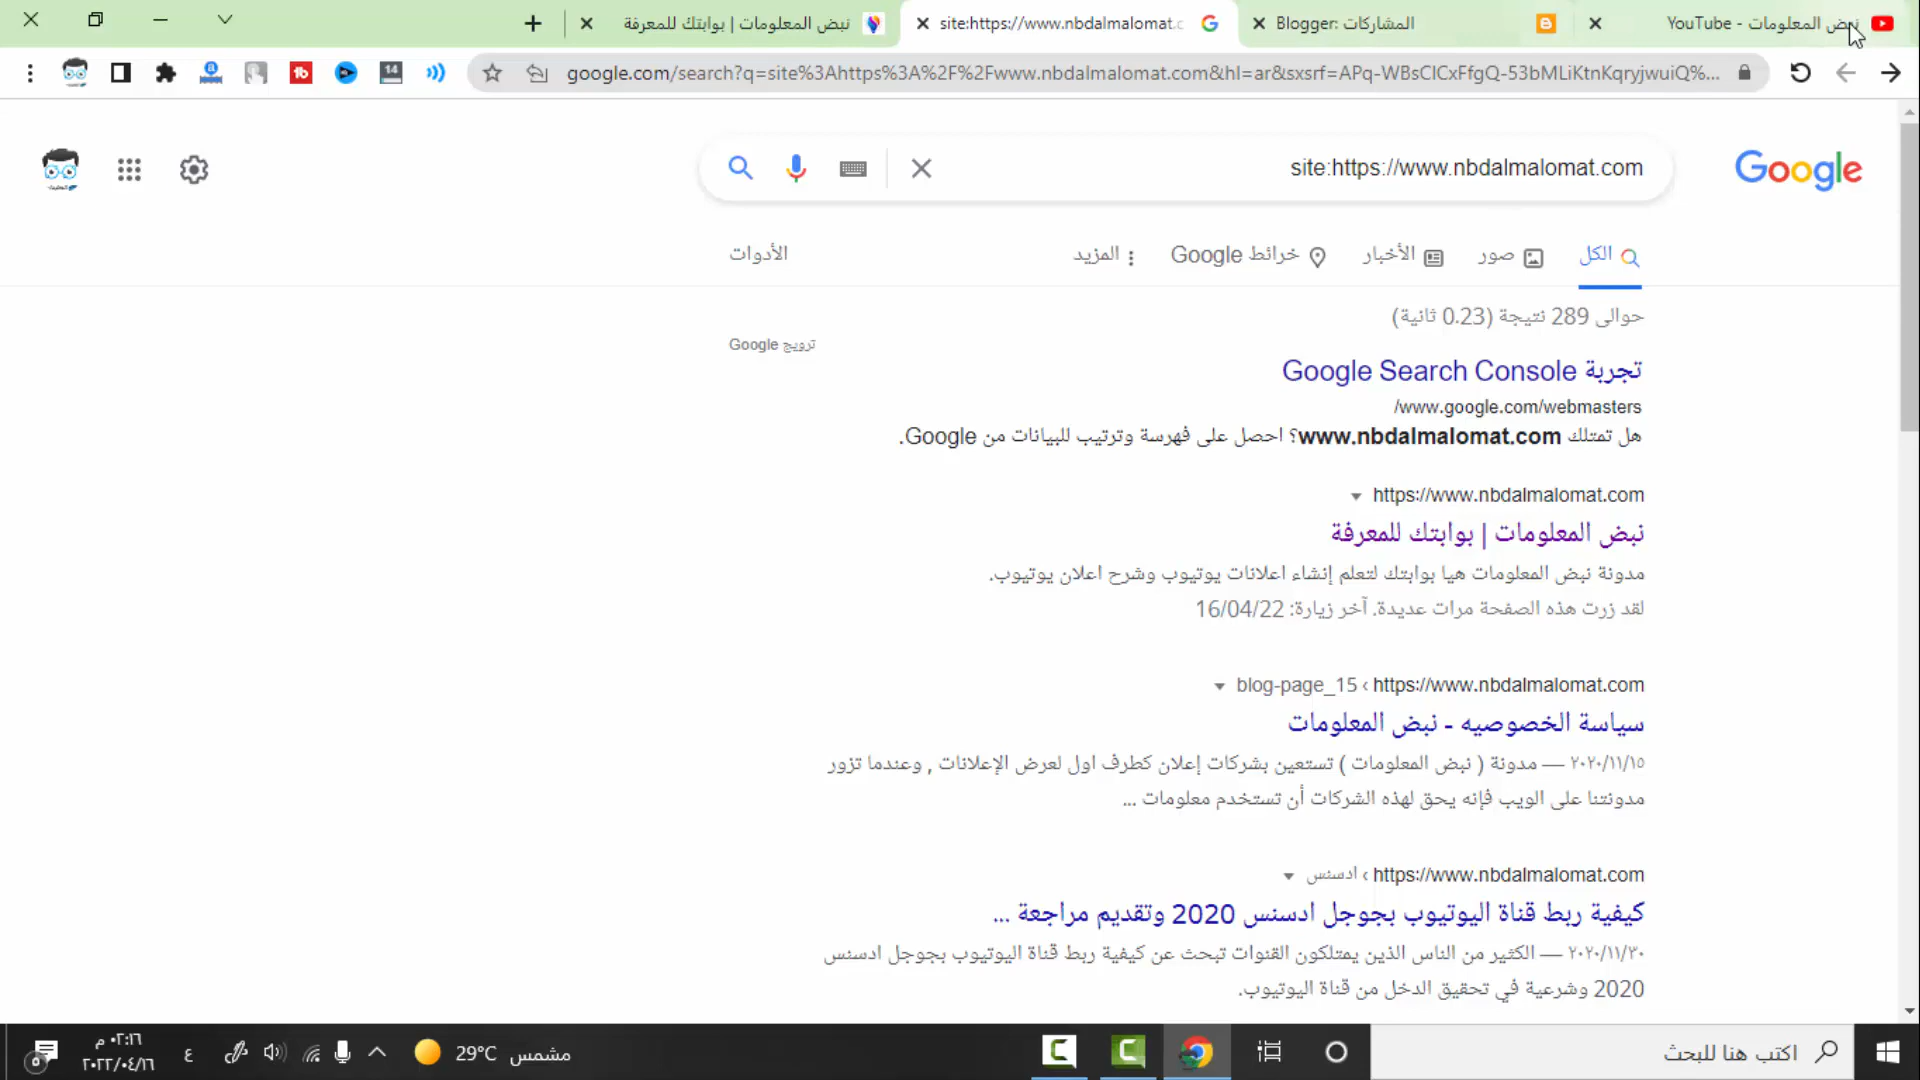 نبض المعلومات - YouTube
Blogger: المشاركات
site:https://www.nbdalmalomat.c
نبض المعلومات | بوابتك للمعرفة
google.com/search?q=site%3Ahttps%3A%2F%2Fwww.nbdalmalomat.com&hl=ar&sxsrf=APq-WBsCICxFfgQ-53bMLiKtnKqryjwuiQ%...
14
Google
site:https://www.nbdalmalomat.com
الكل
صور
الأخبار
خرائط Google
المزيد
الأدوات
حوالى 289 نتيجة (0.23 ثانية)
ترويج Google
تجربة Google Search Console
www.google.com/webmasters/
هل تمتلك www.nbdalmalomat.com؟ احصل على فهرسة وترتيب للبيانات من Google.
https://www.nbdalmalomat.com
نبض المعلومات | بوابتك للمعرفة
مدونة نبض المعلومات هيا بوابتك لتعلم إنشاء اعلانات يوتيوب وشرح اعلان يوتيوب.
لقد زرت هذه الصفحة مرات عديدة. آخر زيارة: 16/04/22
https://www.nbdalmalomat.com › blog-page_15
سياسة الخصوصيه - نبض المعلومات
١٥‏/١١‏/٢٠٢٠ — مدونة ( نبض المعلومات ) تستعين بشركات إعلان كطرف اول لعرض الإعلانات , وعندما تزور
مدونتنا على الويب فإنه يحق لهذه الشركات أن تستخدم معلومات ...
https://www.nbdalmalomat.com › ادسنس
كيفية ربط قناة اليوتيوب بجوجل ادسنس 2020 وتقديم مراجعة ...
٣٠‏/١١‏/٢٠٢٠ — الكثير من الناس الذين يمتلكون القنوات تبحث عن كيفية ربط قناة اليوتيوب بجوجل ادسنس
2020 وشرعية في تحقيق الدخل من قناة اليوتيوب.
اكتب هنا للبحث
مشمس 29°C
ع
٠٢:١٦ م
١٦‏/٠٤‏/٢٠٢٢